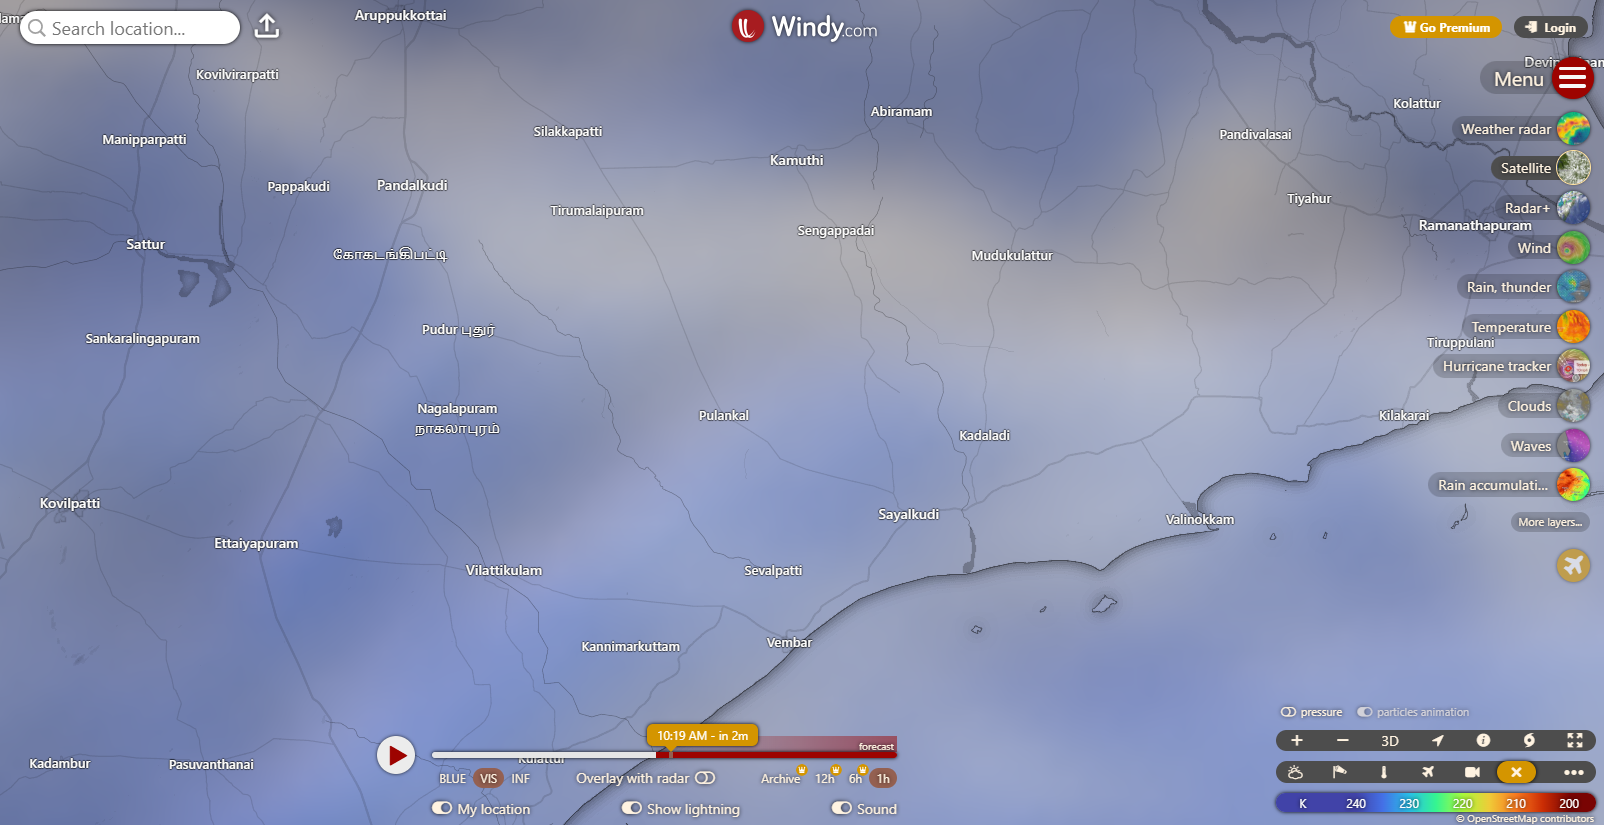 Search location...
Aruppukkottai
Windy.com
Go Premium
Login
Kovilvirarpatti
Menu
Abiramam
Kolattur
Manipparpatti
Silakkapatti
Pandivalasai
Weather radar
Kamuthi
Satellite
Pappakudi
Pandalkudi
Tirumalaipuram
Tiyahur
Radar+
Sengappadai
Ramanathapuram
Sattur
கோகடங்கிபட்டி
Mudukulattur
Wind
Rain, thunder
Pudur புதுர்
Temperature
Sankaralingapuram
Tiruppulani
Hurricane tracker
Nagalapuram
நாகலாபுரம்
Pulankal
Kilakarai
Clouds
Kadaladi
Waves
Rain accumulati...
Kovilpatti
Sayalkudi
Valinokkam
More layers...
Ettaiyapuram
Vilattikulam
Sevalpatti
Kannimarkuttam
Vembar
pressure
particles animation
10:19 AM - in 2m
forecast
3D
Kadambur
Pasuvanthanai
Kulattur
BLUE
VIS
INF
Overlay with radar
Archive
12h
6h
1h
My location
Show lightning
Sound
K 240 230 220 210 200
© OpenStreetMap contributors